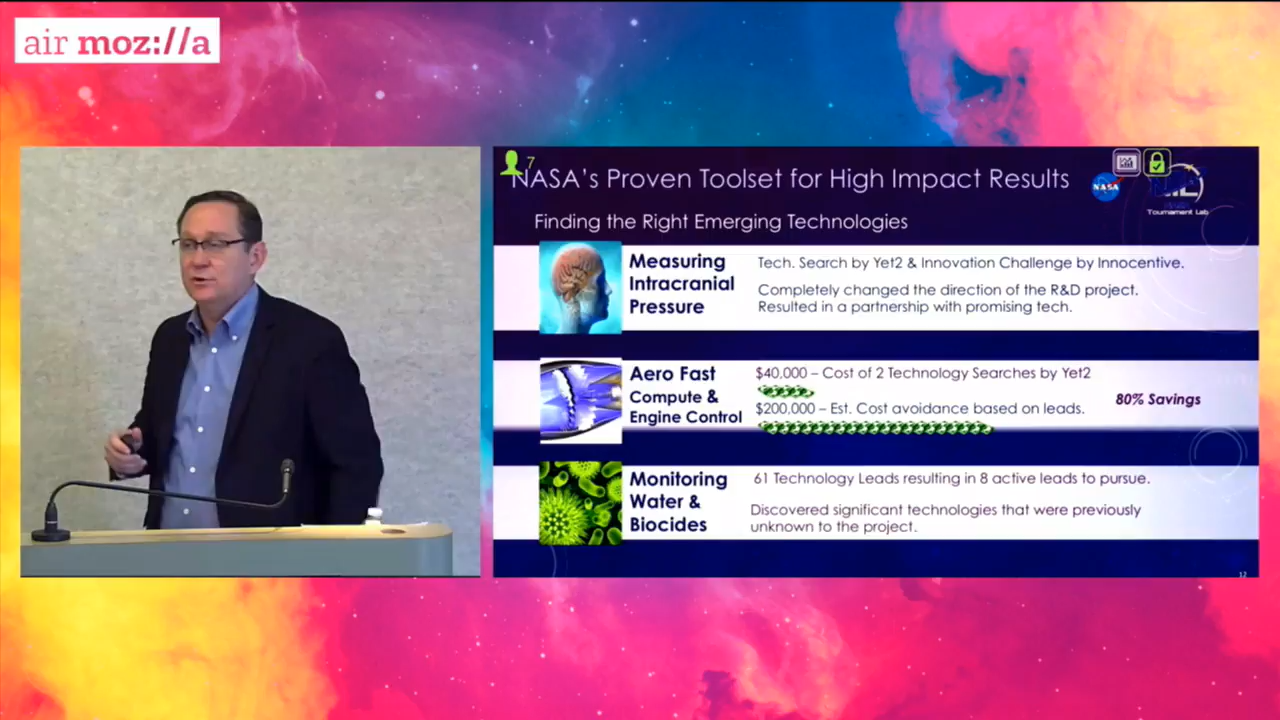 air moz://a
7
NASA's Proven Toolset for High Impact Results
NASA
Tournament Lab
Finding the Right Emerging Technologies
Measuring
Intracranial
Pressure
Tech. Search by Yet2 & Innovation Challenge by Innocentive.
Completely changed the direction of the R&D project.
Resulted in a partnership with promising tech.
Aero Fast
Compute &
Engine Control
$40,000 – Cost of 2 Technology Searches by Yet2
$200,000 – Est. Cost avoidance based on leads.
80% Savings
Monitoring
Water &
Biocides
61 Technology Leads resulting in 8 active leads to pursue.
Discovered significant technologies that were previously
unknown to the project.
12